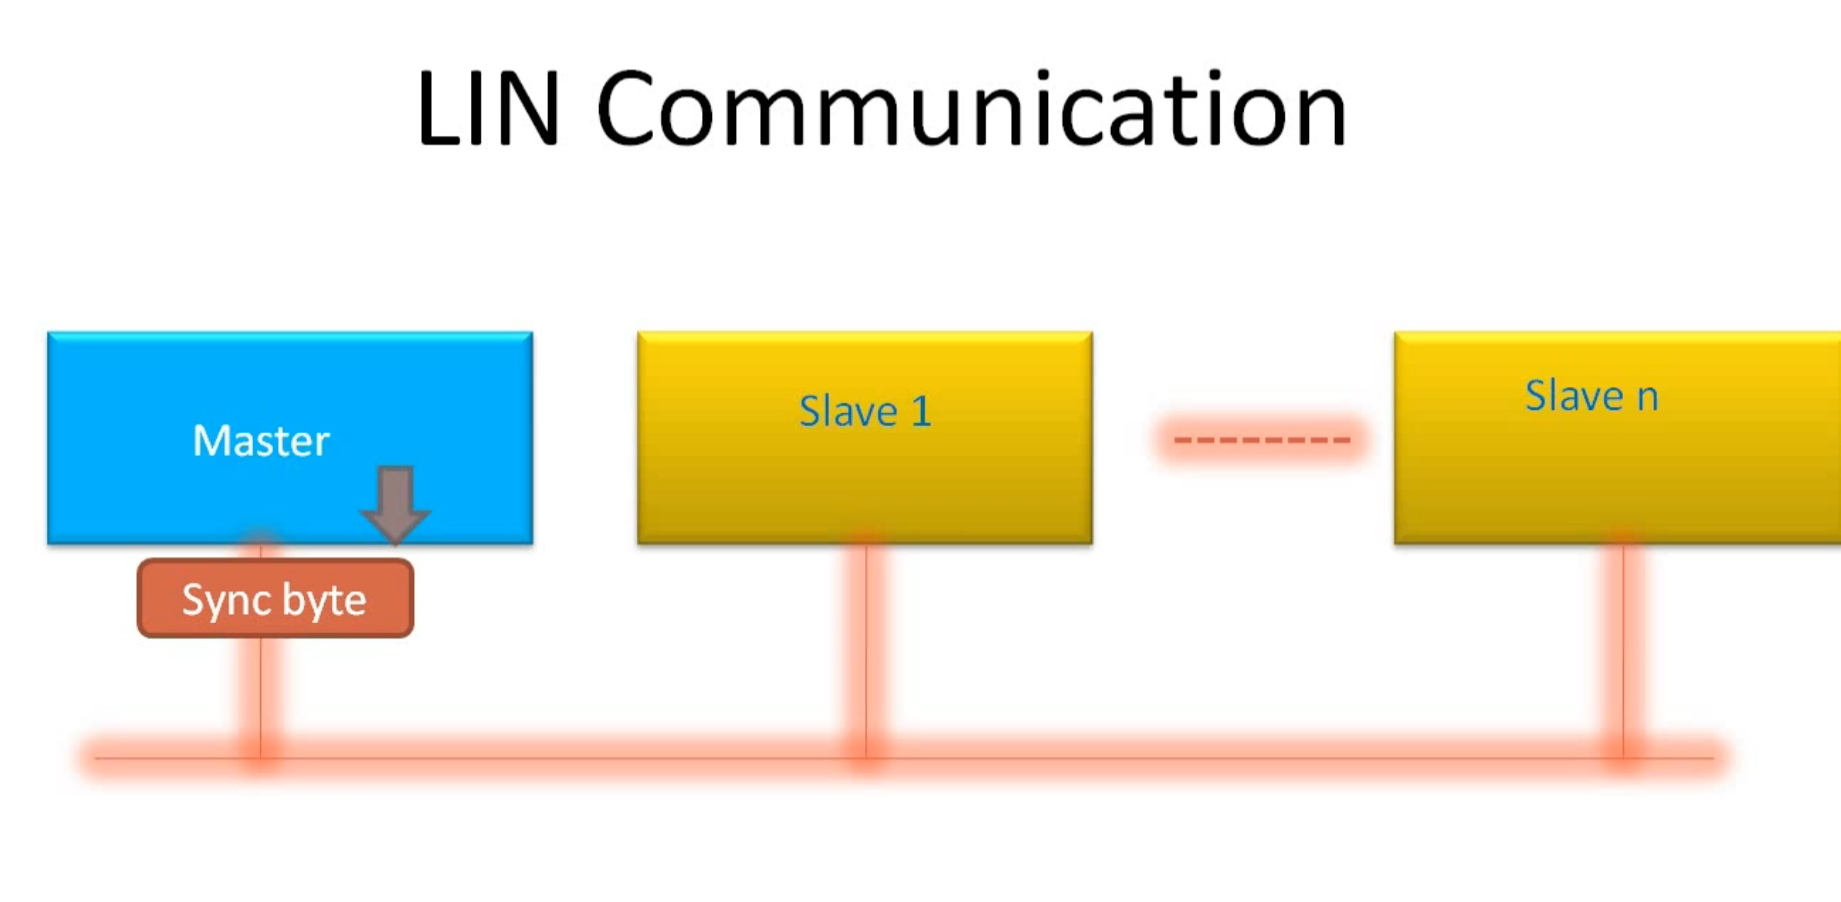 LIN Communication
Master
Slave 1
Slave n
Sync byte